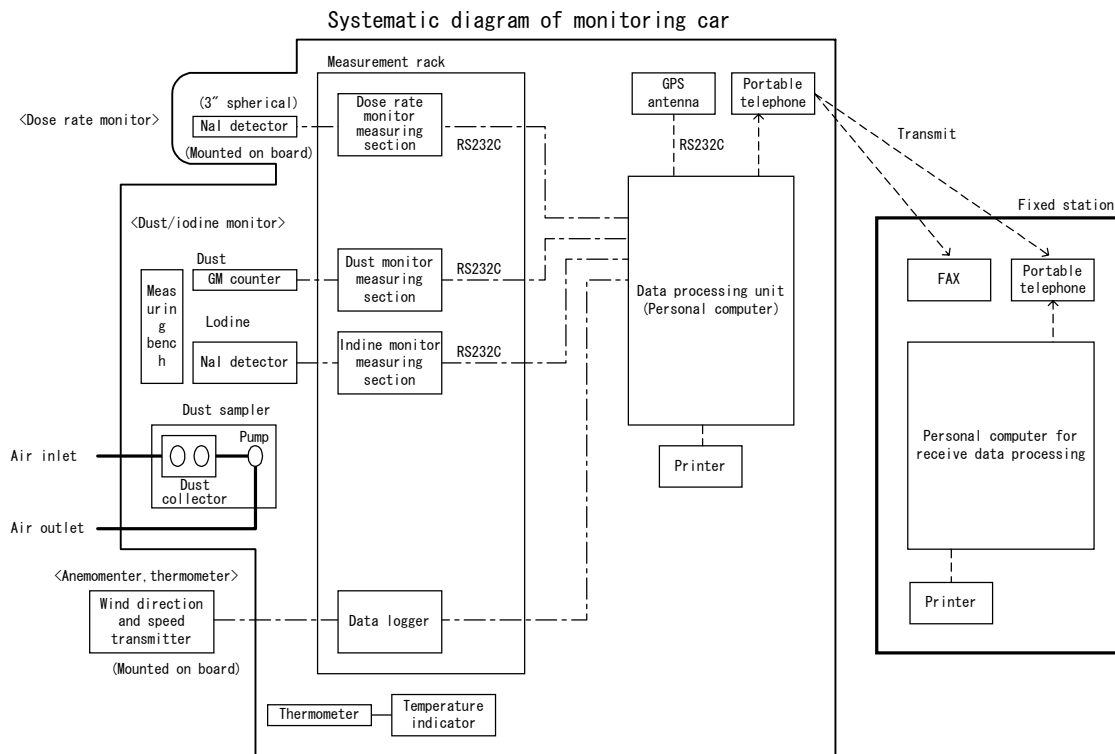 Systematic diagram of monitoring car
Measurement rack
<Dose rate monitor>
(3″ spherical)
NaI detector
(Mounted on board)
Dose rate
monitor
measuring
section
RS232C
GPS
antenna
RS232C
Portable
telephone
Transmit
Fixed station
<Dust/iodine monitor>
Dust
GM counter
Meas
urin
g
benc
h
Lodine
NaI detector
Dust monitor
measuring
section
RS232C
Indine monitor
measuring
section
RS232C
Data processing unit
(Personal computer)
Printer
FAX
Portable
telephone
Personal computer for
receive data processing
Printer
Dust sampler
Pump
Air inlet
Dust
collector
Air outlet
<Anemomenter,thermometer>
Wind direction
and speed
transmitter
(Mounted on board)
Data logger
Thermometer
Temperature
indicator